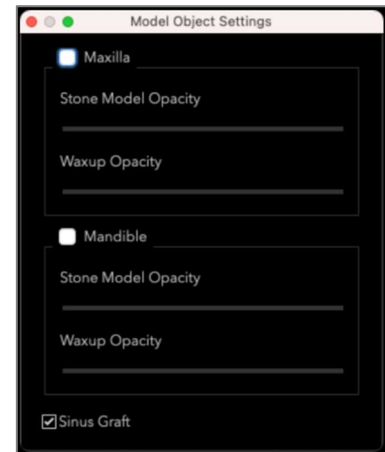 Model Object Settings
Maxilla
Stone Model Opacity
Waxup Opacity
Mandible
Stone Model Opacity
Waxup Opacity
Sinus Graft